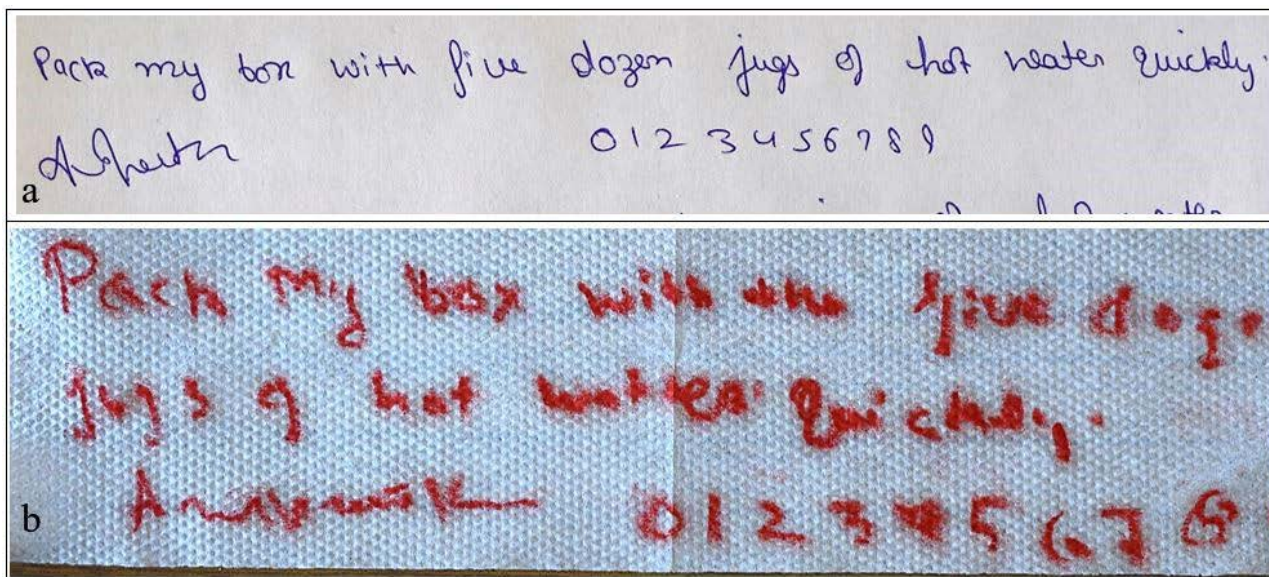 Pack my box with five dozen jugs of hot water quickly.
0 1 2 3 4 5 6 7 8 9
a
Pack my box with five doze
jugs of hot water quickly.
0 1 2 3 4 5 6 7 8
b